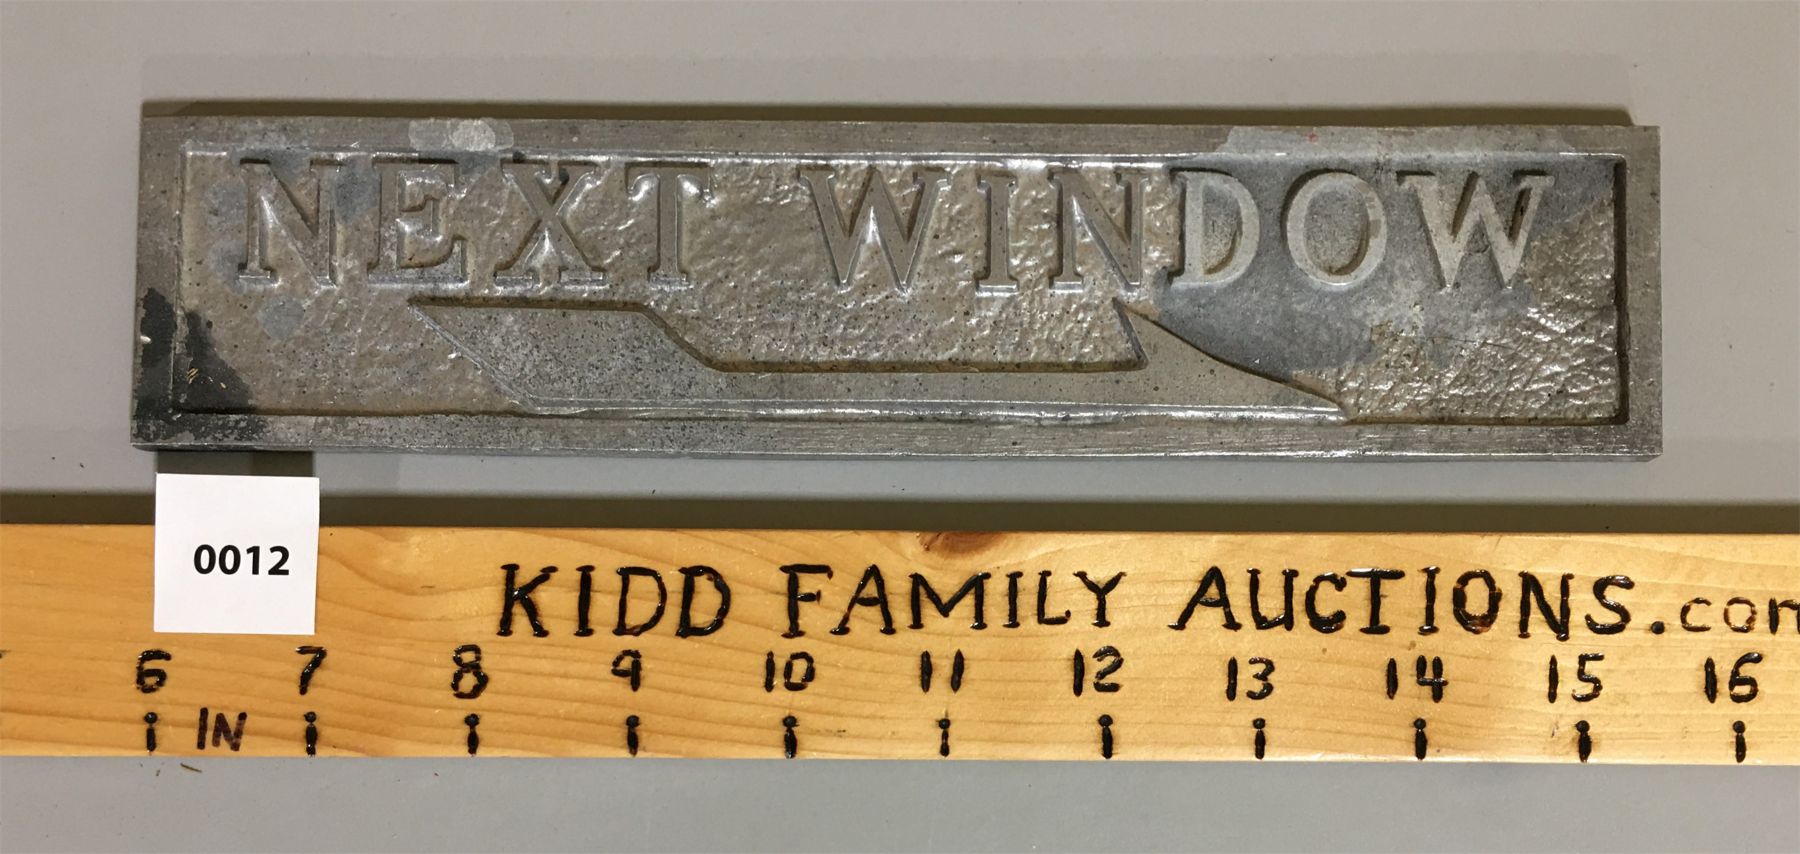 NEXT WINDOW
0012
KIDD FAMILY AUCTIONS.com
6 7 8 9 10 11 12 13 14 15 16
IN